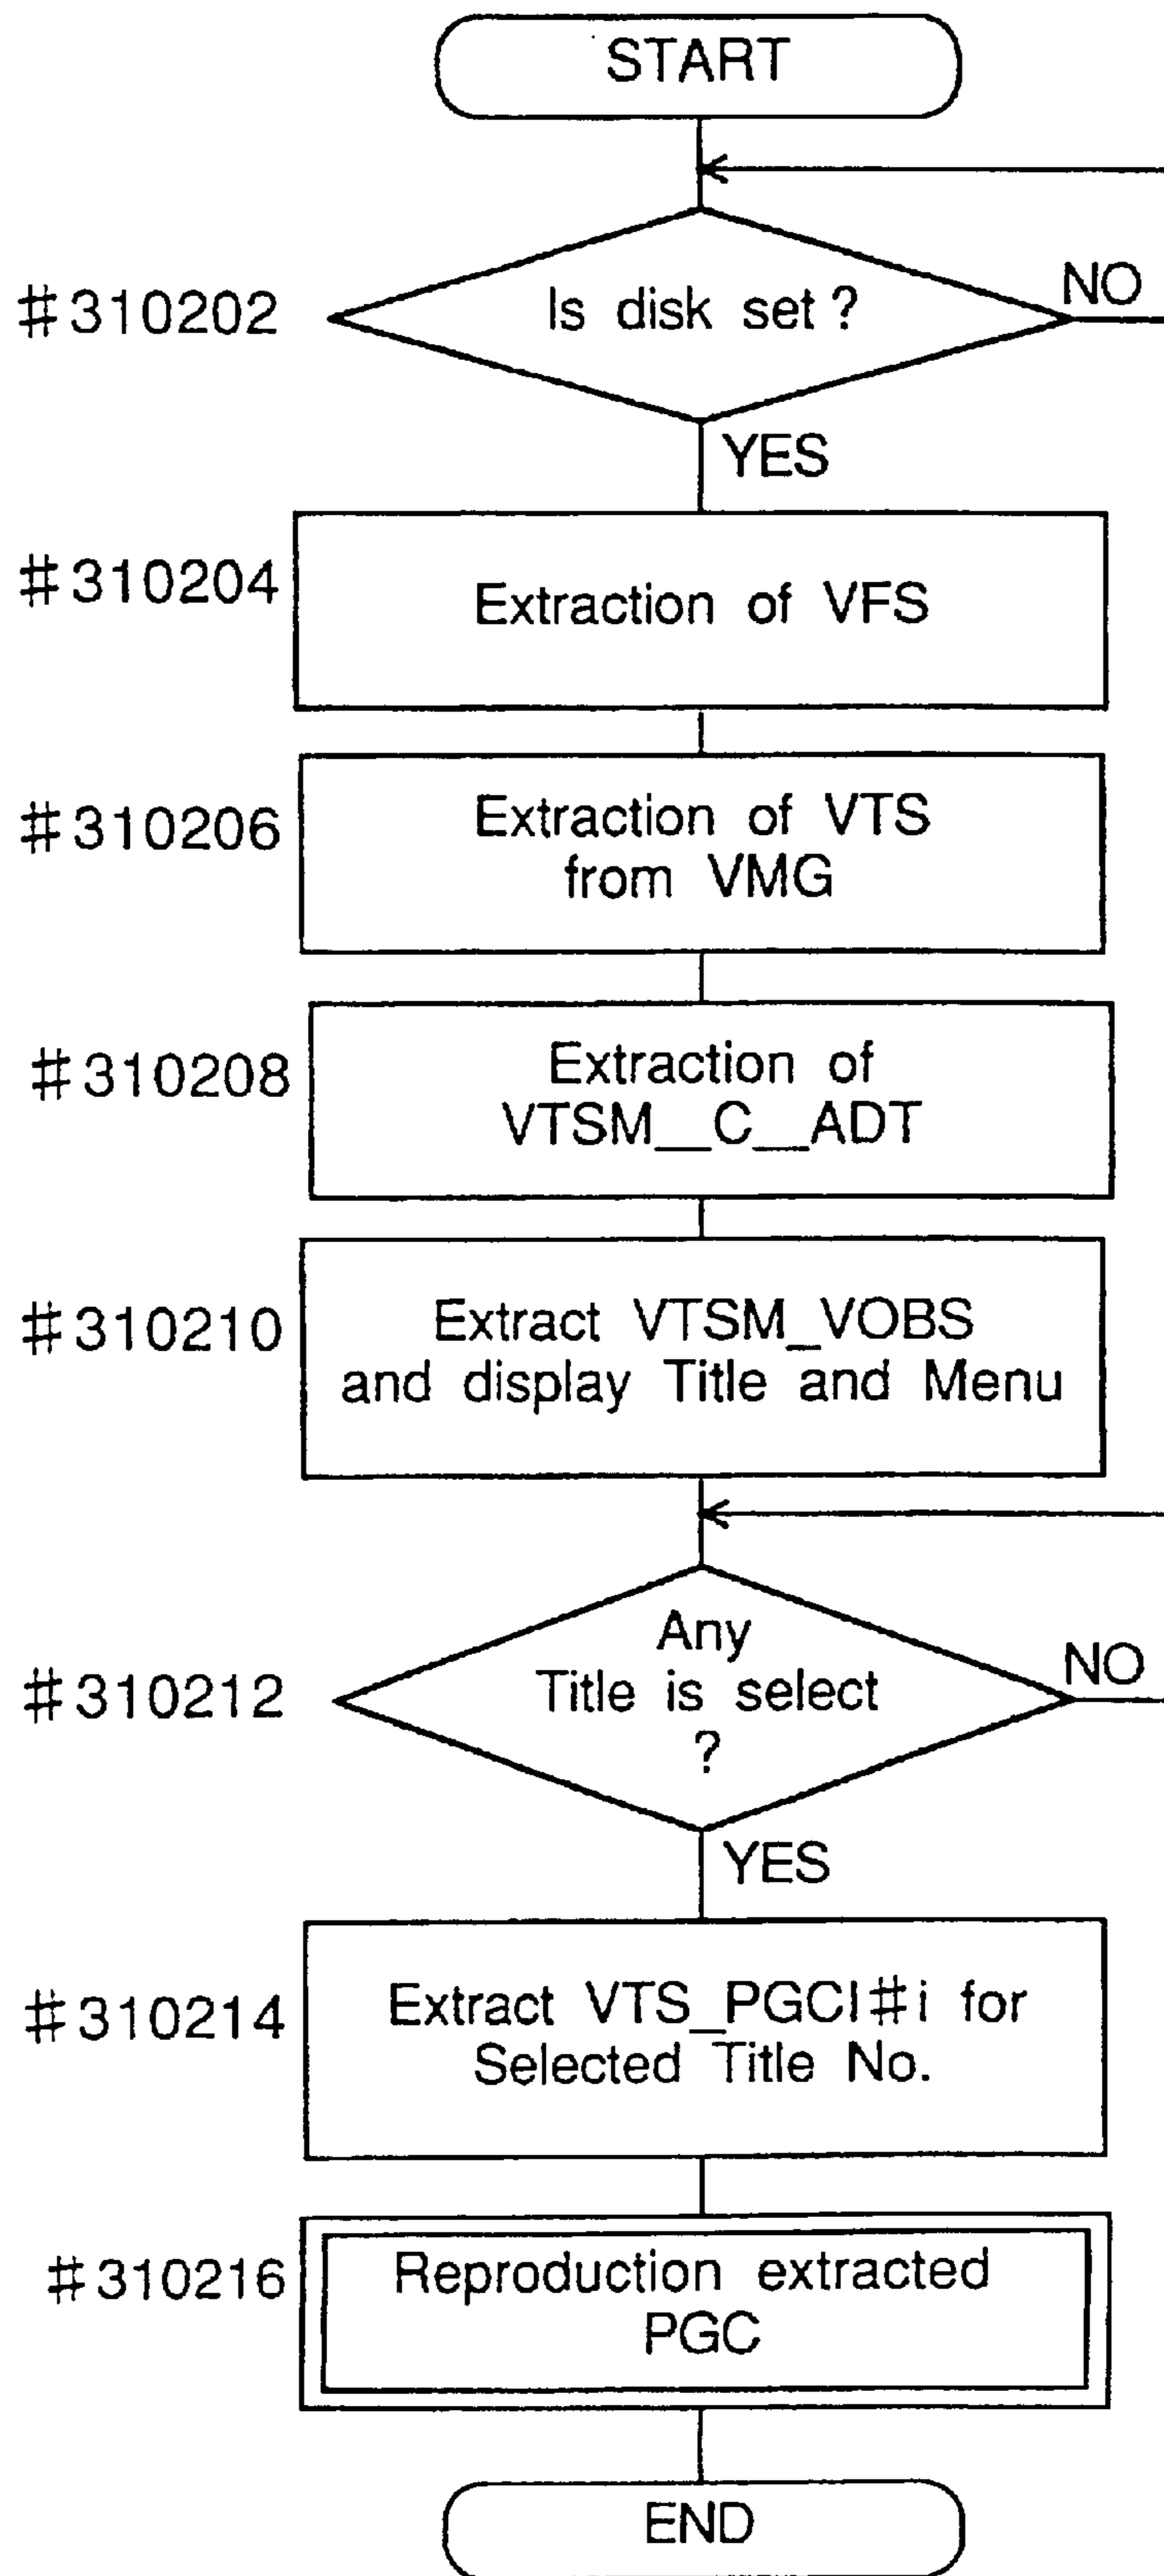 START
#310202
Is disk set?
NO
YES
#310204
Extraction of VFS
#310206
Extraction of VTS
from VMG
#310208
Extraction of
VTSM__C__ADT
#310210
Extract VTSM_VOBS
and display Title and Menu
#310212
Any
Title is select
?
NO
YES
#310214
Extract VTS_PGCI#i for
Selected Title No.
#310216
Reproduction extracted
PGC
END